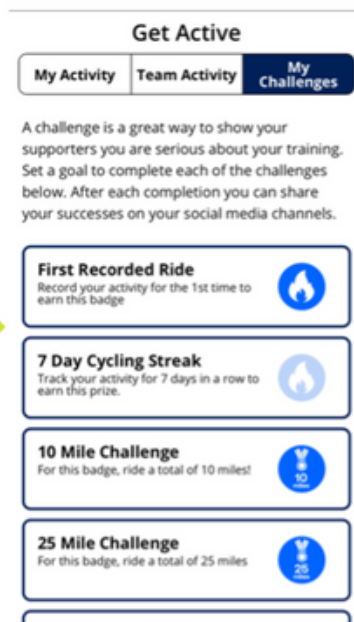 Get Active
My Activity
Team Activity
My
Challenges
A challenge is a great way to show your
supporters you are serious about your training.
Set a goal to complete each of the challenges
below. After each completion you can share
your successes on your social media channels.
First Recorded Ride
Record your activity for the 1st time to
earn this badge
7 Day Cycling Streak
Track your activity for 7 days in a row to
earn this prize.
10 Mile Challenge
For this badge, ride a total of 10 miles!
10
miles
25 Mile Challenge
For this badge, ride a total of 25 miles
25
miles